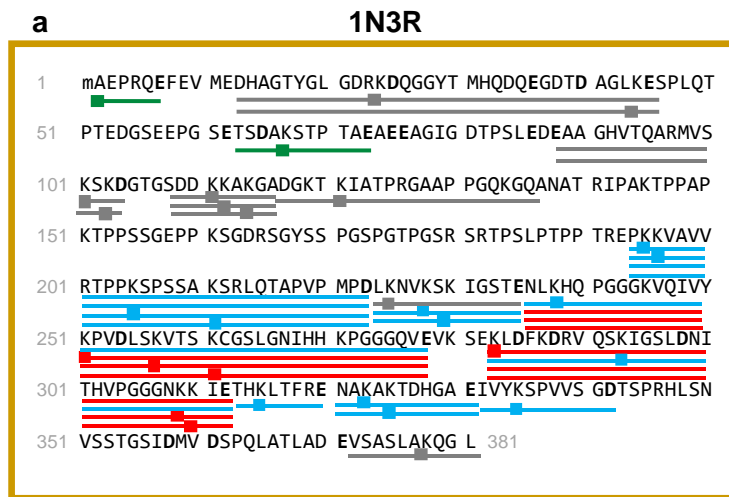 a 1N3R
1 mAEPRQEFEV MEDHAGTYGL GDRKDQGGYT MHQDQEGDTD AGLKESPLQT
51 PTEDGSEEPG SETSDAKSTP TAEAEEAGIG DTPSLEDEAA GHVTQARMVS
101 KSKDGTGSDD KKAKGADGKT KIATPRGAAP PGQKGQANAT RIPAKTPPAP
151 KTPPSSGEPP KSGDRSGYSS PGSPGTPGSR SRTPSLPTPP TREPKKVAVV
201 RTPPKSPSSA KSRLQTAPVP MPDLKNVKSK IGSTENLKHQ PGGGKVQIVY
251 KPVDLSKVTS KCGSLGNIHH KPGGGQVEVK SEKLDFKDRV QSKIGSLDNI
301 THVPGGGNKK IETHKLTFRE NAKAKTDHGA EIVYKSPVVS GDTSPRHLSN
351 VSSTGSIDMV DSPQLATLAD EVSASLAKQG L 381